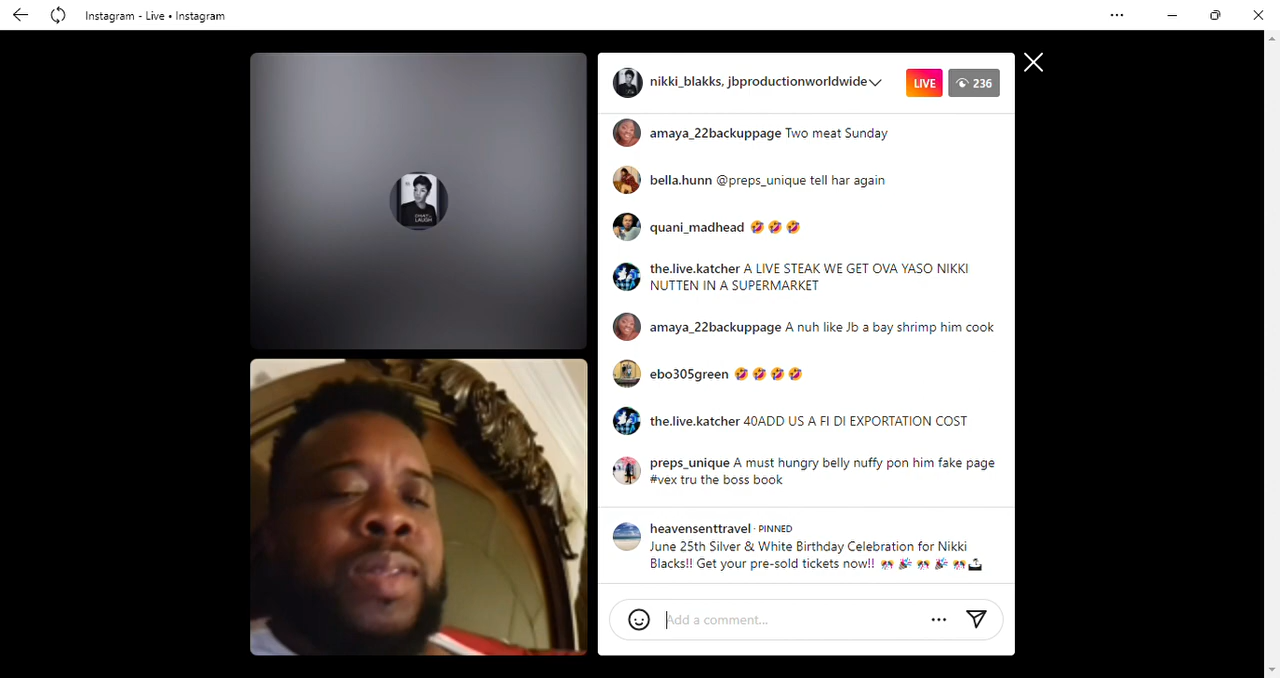 Instagram - Live • Instagram
nikki_blakks, jbproductionworldwide
LIVE
236
amaya_22backuppage Two meat Sunday
bella.hunn @preps_unique tell har again
quani_madhead 🤣 🤣 🤣
the.live.katcher A LIVE STEAK WE GET OVA YASO NIKKI
NUTTEN IN A SUPERMARKET
amaya_22backuppage A nuh like Jb a bay shrimp him cook
ebo305green 🤣 🤣 🤣 🤣
the.live.katcher 40ADD US A FI DI EXPORTATION COST
preps_unique A must hungry belly nuffy pon him fake page
#vex tru the boss book
heavensenttravel · PINNED
June 25th Silver & White Birthday Celebration for Nikki
Blacks!! Get your pre-sold tickets now!! 🎊 🎉 🎊 🎉 🎊
Add a comment...
LAUGH